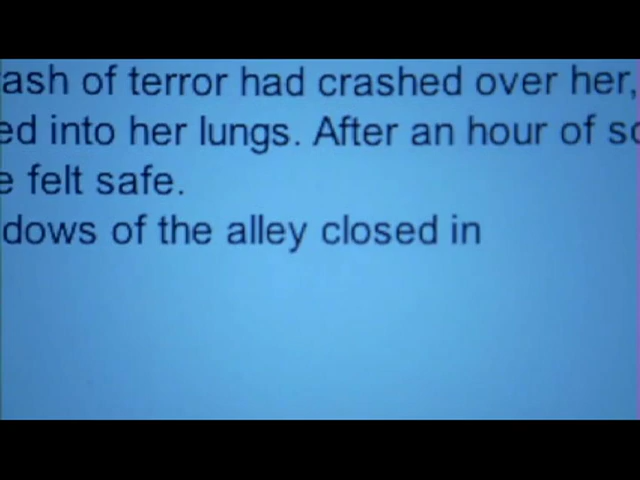 ash of terror had crashed over her,
ed into her lungs. After an hour of sc
e felt safe.
dows of the alley closed in